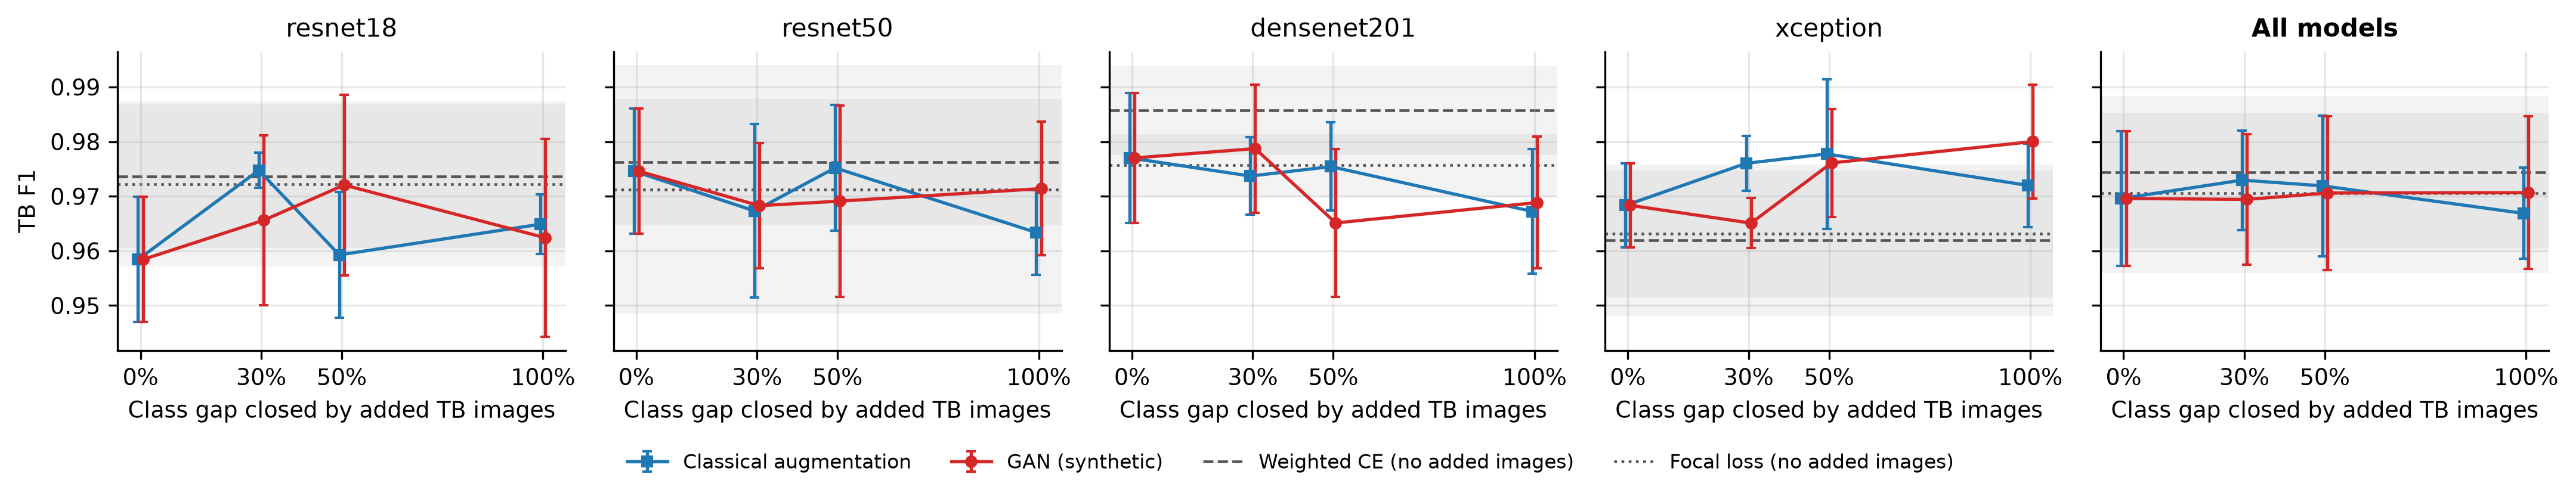 resnet18
resnet50
densenet201
xception
All models
TB F1
0.99
0.98
0.97
0.96
0.95
0% 30% 50% 100%
0% 30% 50% 100%
0% 30% 50% 100%
0% 30% 50% 100%
0% 30% 50% 100%
Class gap closed by added TB images
Class gap closed by added TB images
Class gap closed by added TB images
Class gap closed by added TB images
Class gap closed by added TB images
Classical augmentation
GAN (synthetic)
Weighted CE (no added images)
Focal loss (no added images)